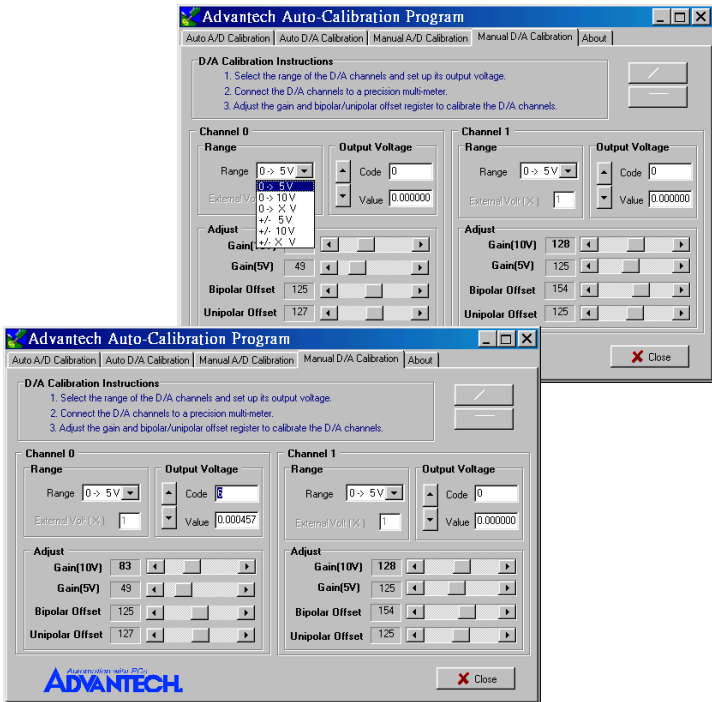 Advantech Auto-Calibration Program
Auto A/D Calibration Auto D/A Calibration Manual A/D Calibration Manual D/A Calibration About
D/A Calibration Instructions
1. Select the range of the D/A channels and set up its output voltage.
2. Connect the D/A channels to a precision multi-meter.
3. Adjust the gain and bipolar/unipolar offset register to calibrate the D/A channels.
Channel 0
Range
Range 0 -> 5 V
0 -> 5 V
0 -> 10 V
0 -> X V
+/- 5 V
+/- 10 V
+/- X V
Output Voltage
Code 0
Value 0.000000
Adjust
Gain(5V) 49
Bipolar Offset 125
Unipolar Offset 127
Channel 1
Range
Range 0 -> 5 V
External Volt ( X ) 1
Output Voltage
Code 0
Value 0.000000
Adjust
Gain(10V) 128
Gain(5V) 125
Bipolar Offset 154
Unipolar Offset 125
Close
Advantech Auto-Calibration Program
Auto A/D Calibration Auto D/A Calibration Manual A/D Calibration Manual D/A Calibration About
D/A Calibration Instructions
1. Select the range of the D/A channels and set up its output voltage.
2. Connect the D/A channels to a precision multi-meter.
3. Adjust the gain and bipolar/unipolar offset register to calibrate the D/A channels.
Channel 0
Range
Range 0 -> 5 V
External Volt ( X ) 1
Output Voltage
Code 6
Value 0.000457
Adjust
Gain(10V) 83
Gain(5V) 49
Bipolar Offset 125
Unipolar Offset 127
Channel 1
Range
Range 0 -> 5 V
External Volt ( X ) 1
Output Voltage
Code 0
Value 0.000000
Adjust
Gain(10V) 128
Gain(5V) 125
Bipolar Offset 154
Unipolar Offset 125
Automation with PCs
ADVANTECH.
Close